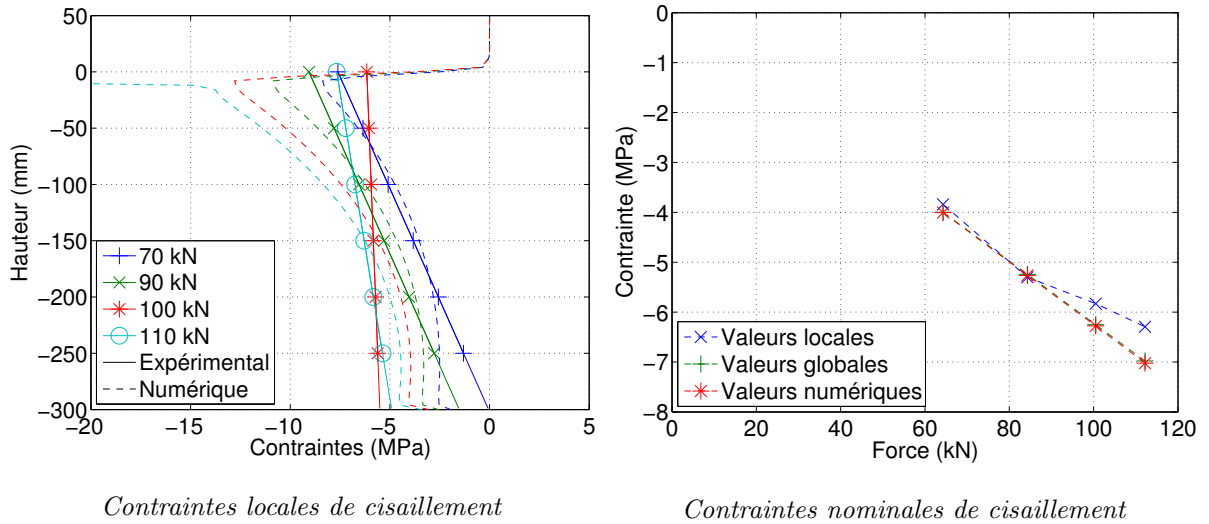 50
0
−50
−100
−150
−200
−250
−300
Hauteur (mm)
70 kN
90 kN
100 kN
110 kN
Expérimental
Numérique
−20 −15 −10 −5 0 5
Contraintes (MPa)
Contraintes locales de cisaillement
0
−1
−2
−3
−4
−5
−6
−7
−8
Contrainte (MPa)
Valeurs locales
Valeurs globales
Valeurs numériques
0 20 40 60 80 100 120
Force (kN)
Contraintes nominales de cisaillement